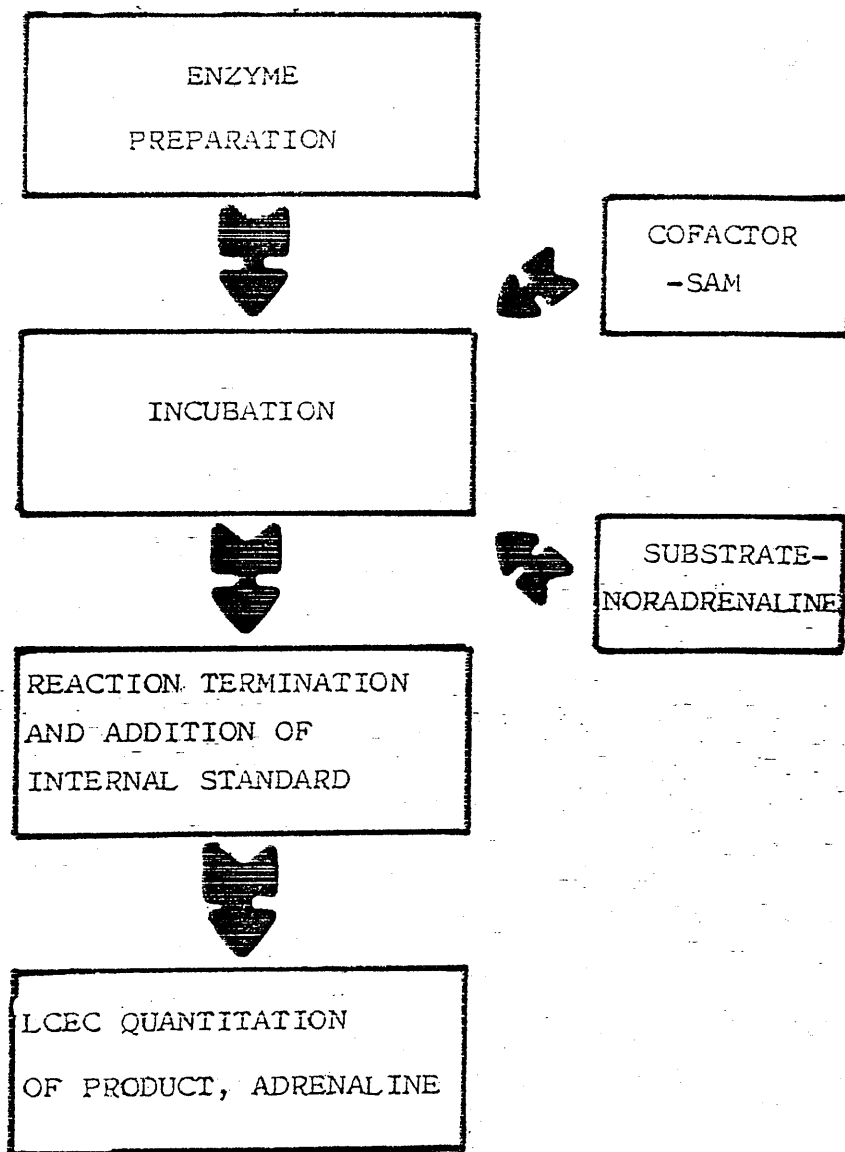 ENZYME
PREPARATION
COFACTOR
-SAM
INCUBATION
SUBSTRATE-
NORADRENALINE
REACTION TERMINATION
AND ADDITION OF
INTERNAL STANDARD
LCEC QUANTITATION
OF PRODUCT, ADRENALINE